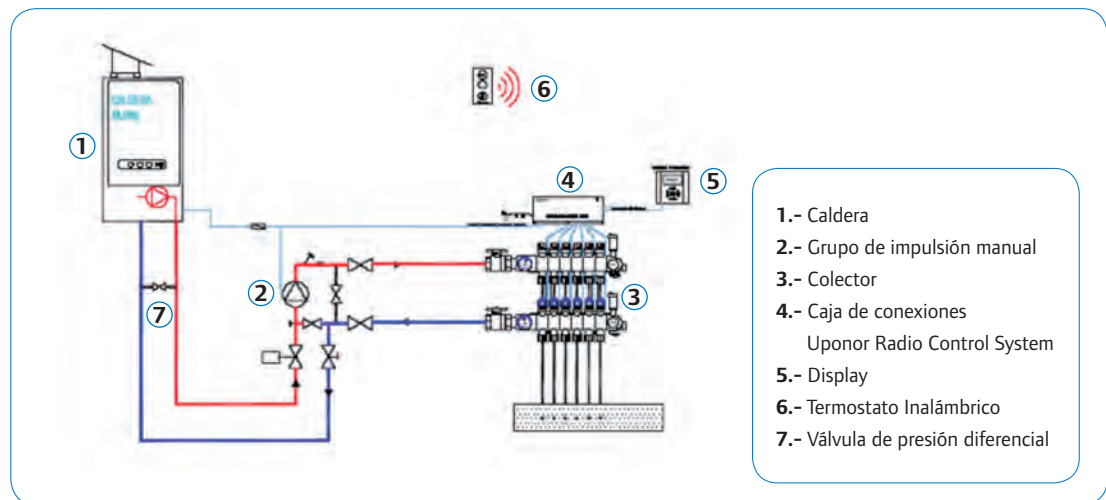 6
1
CALDERA
4
5
2
3
7
1.- Caldera
2.- Grupo de impulsión manual
3.- Colector
4.- Caja de conexiones
Uponor Radio Control System
5.- Display
6.- Termostato Inalámbrico
7.- Válvula de presión diferencial